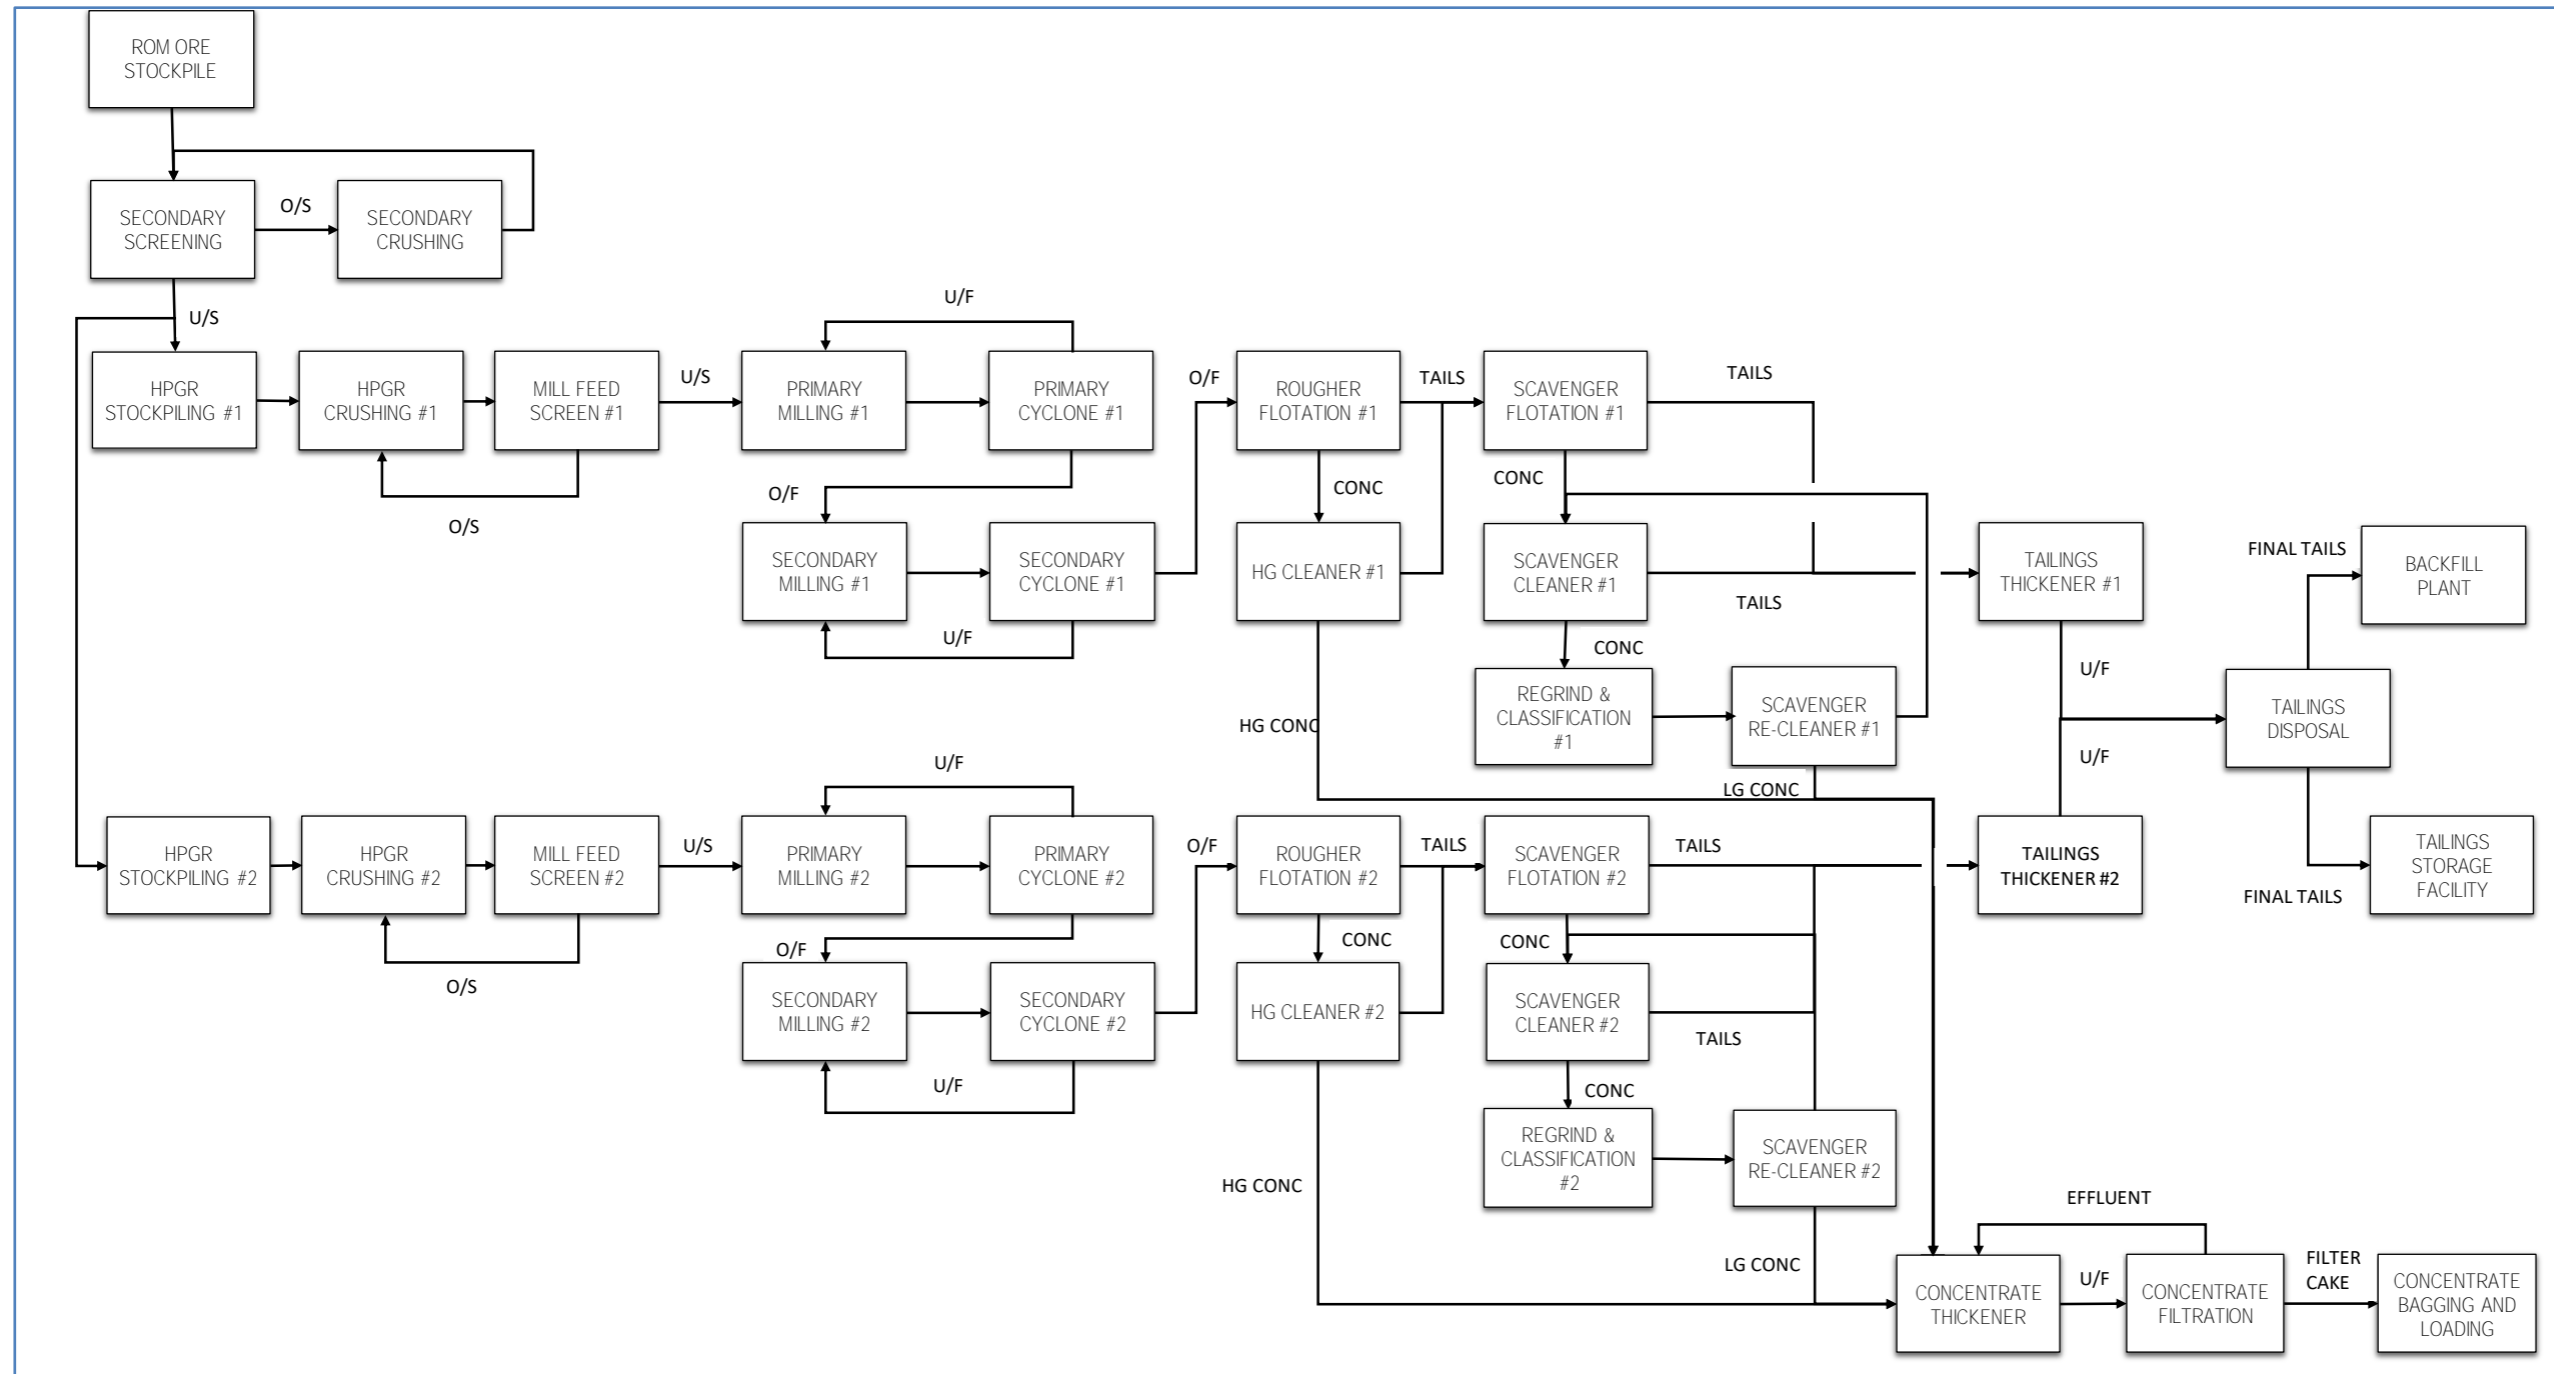 ROM ORE
STOCKPILE
SECONDARY
SCREENING
O/S
SECONDARY
CRUSHING
U/S
HPGR
STOCKPILING #1
HPGR
CRUSHING #1
MILL FEED
SCREEN #1
O/S
U/S
PRIMARY
MILLING #1
U/F
PRIMARY
CYCLONE #1
O/F
SECONDARY
MILLING #1
SECONDARY
CYCLONE #1
U/F
O/F
ROUGHER
FLOTATION #1
TAILS
CONC
HG CLEANER #1
HG CONC
SCAVENGER
FLOTATION #1
TAILS
CONC
SCAVENGER
CLEANER #1
TAILS
CONC
REGRIND &
CLASSIFICATION
#1
SCAVENGER
RE-CLEANER #1
LG CONC
TAILINGS
THICKENER #1
U/F
U/F
TAILINGS
DISPOSAL
FINAL TAILS
BACKFILL
PLANT
HPGR
STOCKPILING #2
HPGR
CRUSHING #2
MILL FEED
SCREEN #2
O/S
U/S
PRIMARY
MILLING #2
U/F
PRIMARY
CYCLONE #2
O/F
SECONDARY
MILLING #2
SECONDARY
CYCLONE #2
U/F
O/F
ROUGHER
FLOTATION #2
TAILS
CONC
HG CLEANER #2
HG CONC
SCAVENGER
FLOTATION #2
TAILS
CONC
SCAVENGER
CLEANER #2
TAILS
CONC
REGRIND &
CLASSIFICATION
#2
SCAVENGER
RE-CLEANER #2
LG CONC
TAILINGS
THICKENER #2
TAILINGS
STORAGE
FACILITY
FINAL TAILS
EFFLUENT
CONCENTRATE
THICKENER
U/F
CONCENTRATE
FILTRATION
FILTER
CAKE
CONCENTRATE
BAGGING AND
LOADING